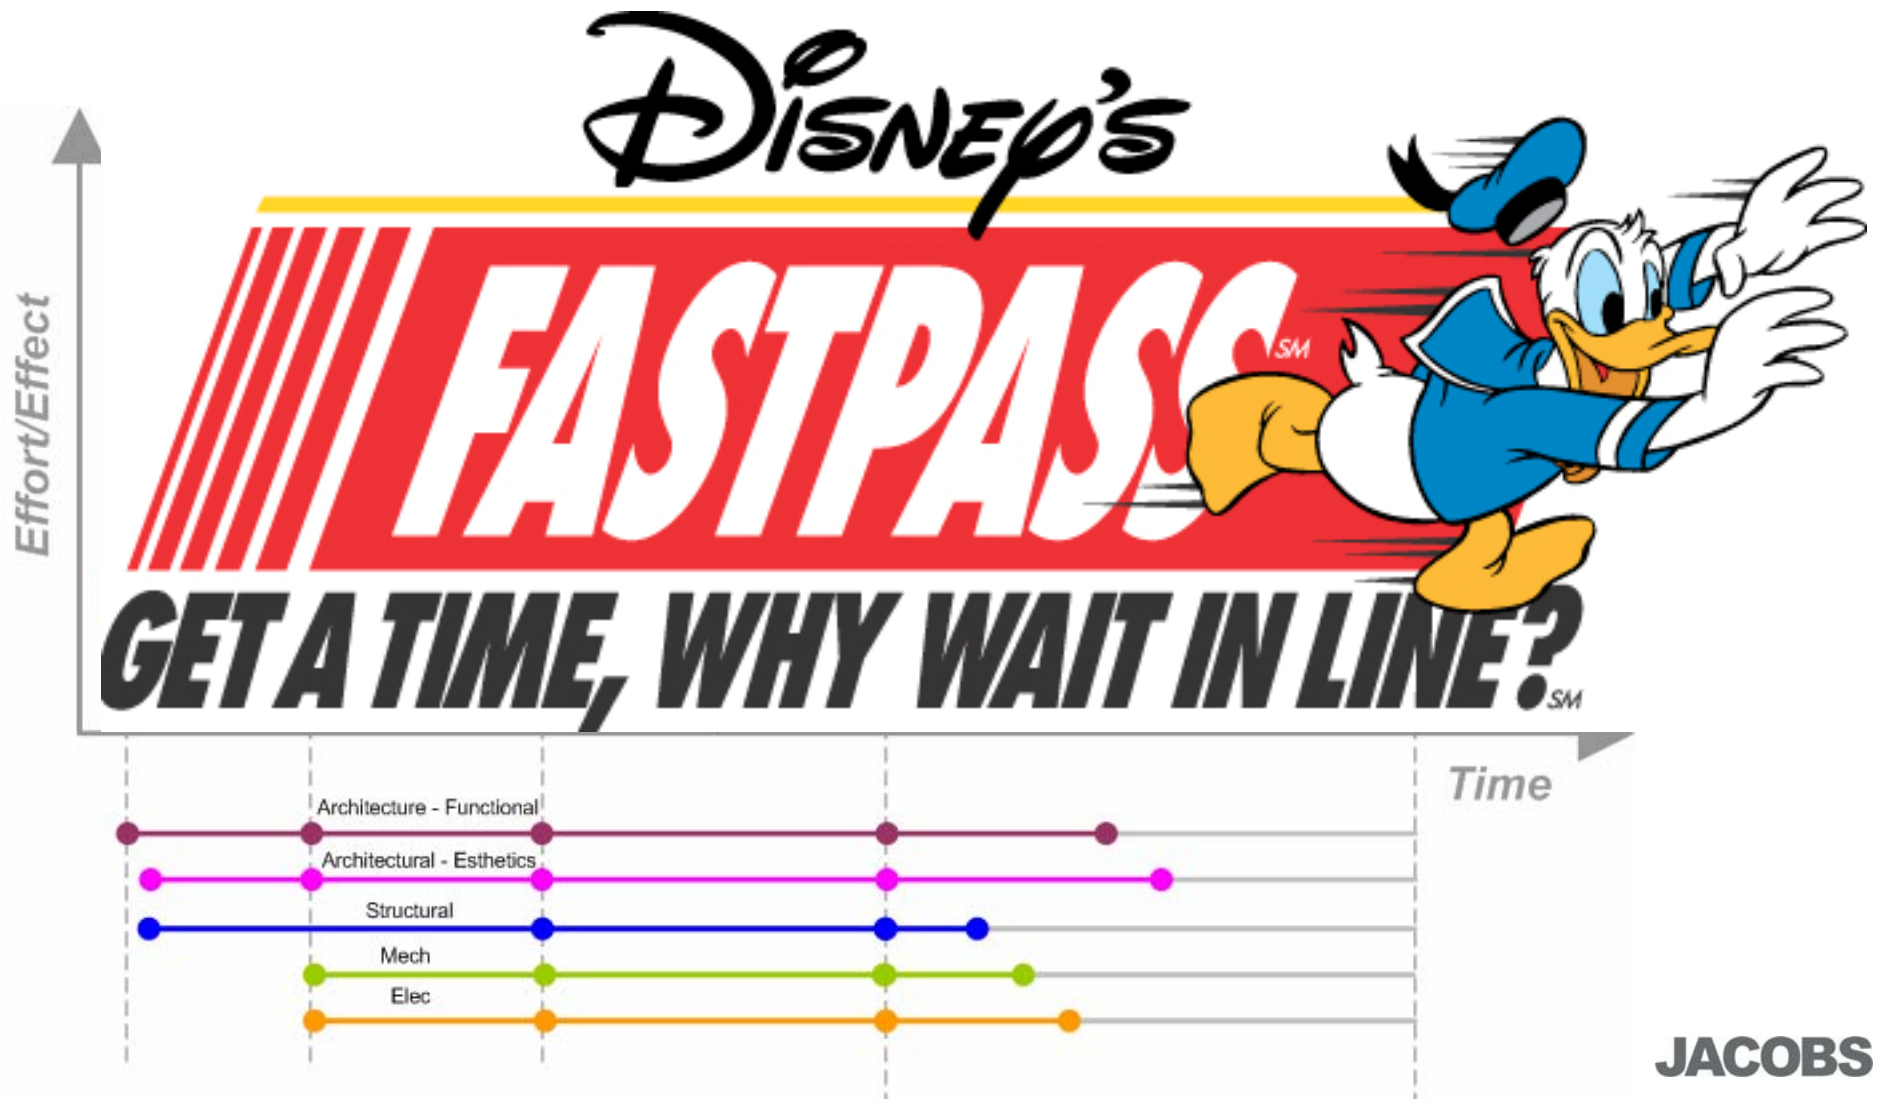 DISNEY'S
FASTPASS SM
GET A TIME, WHY WAIT IN LINE? SM
Effort/Effect
Time
Architecture - Functional
Architectural - Esthetics
Structural
Mech
Elec
JACOBS